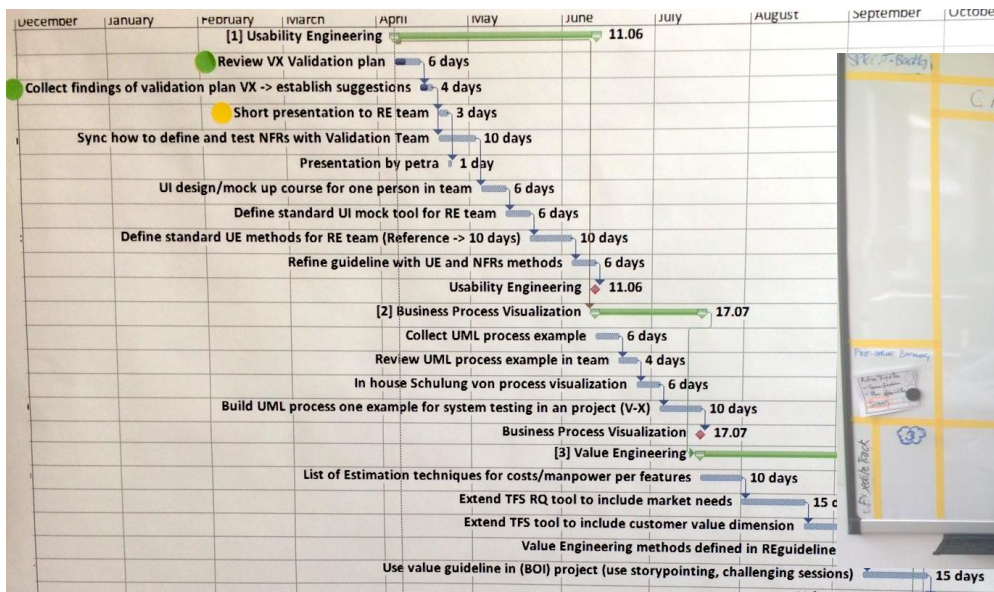 December January February March April May June July August September Octobe
[1] Usability Engineering 11.06
Review VX Validation plan 6 days
Collect findings of validation plan VX -> establish suggestions 4 days
Short presentation to RE team 3 days
Sync how to define and test NFRs with Validation Team 10 days
Presentation by petra 1 day
UI design/mock up course for one person in team 6 days
Define standard UI mock tool for RE team 6 days
Define standard UE methods for RE team (Reference -> 10 days) 10 days
Refine guideline with UE and NFRs methods 6 days
Usability Engineering 11.06
[2] Business Process Visualization 17.07
Collect UML process example 6 days
Review UML process example in team 4 days
In house Schulung von process visualization 6 days
Build UML process one example for system testing in an project (V-X) 10 days
Business Process Visualization 17.07
[3] Value Engineering
List of Estimation techniques for costs/manpower per features 10 days
Extend TFS RQ tool to include market needs 15 d
Extend TFS tool to include customer value dimension
Value Engineering methods defined in REguideline
Use value guideline in (BOI) project (use storypointing, challenging sessions) 15 days
C A
3
Track